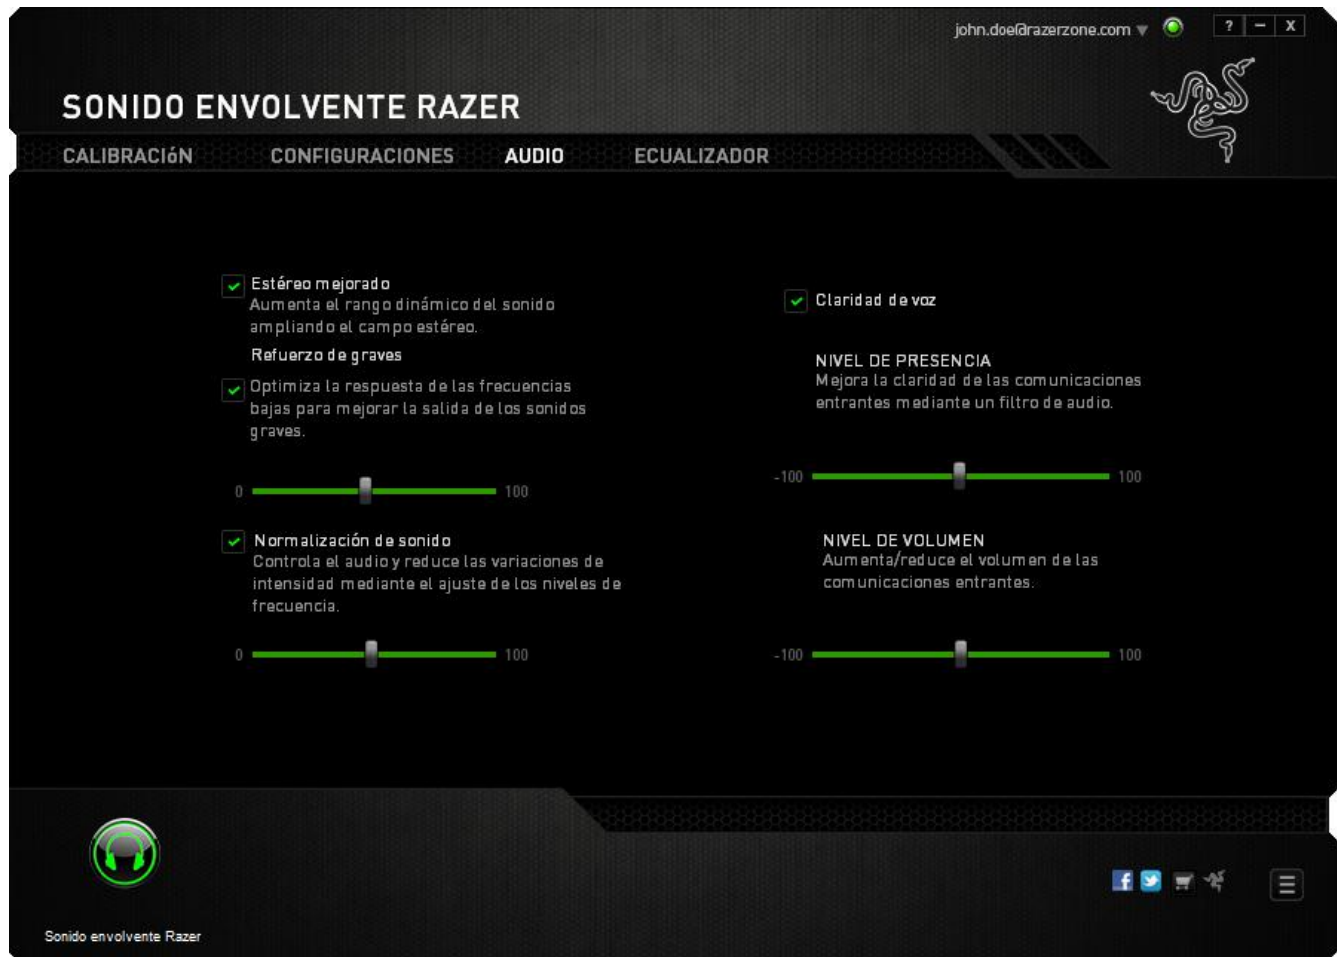 john.doe@razerzone.com
? – X
SONIDO ENVOLVENTE RAZER
CALIBRACIóN CONFIGURACIONES AUDIO ECUALIZADOR
Estéreo mejorado
Aumenta el rango dinámico del sonido
ampliando el campo estéreo.
Refuerzo de graves
Optimiza la respuesta de las frecuencias
bajas para mejorar la salida de los sonidos
graves.
0 100
Normalización de sonido
Controla el audio y reduce las variaciones de
intensidad mediante el ajuste de los niveles de
frecuencia.
0 100
Claridad de voz
NIVEL DE PRESENCIA
Mejora la claridad de las comunicaciones
entrantes mediante un filtro de audio.
-100 100
NIVEL DE VOLUMEN
Aumenta/reduce el volumen de las
comunicaciones entrantes.
-100 100
Sonido envolvente Razer